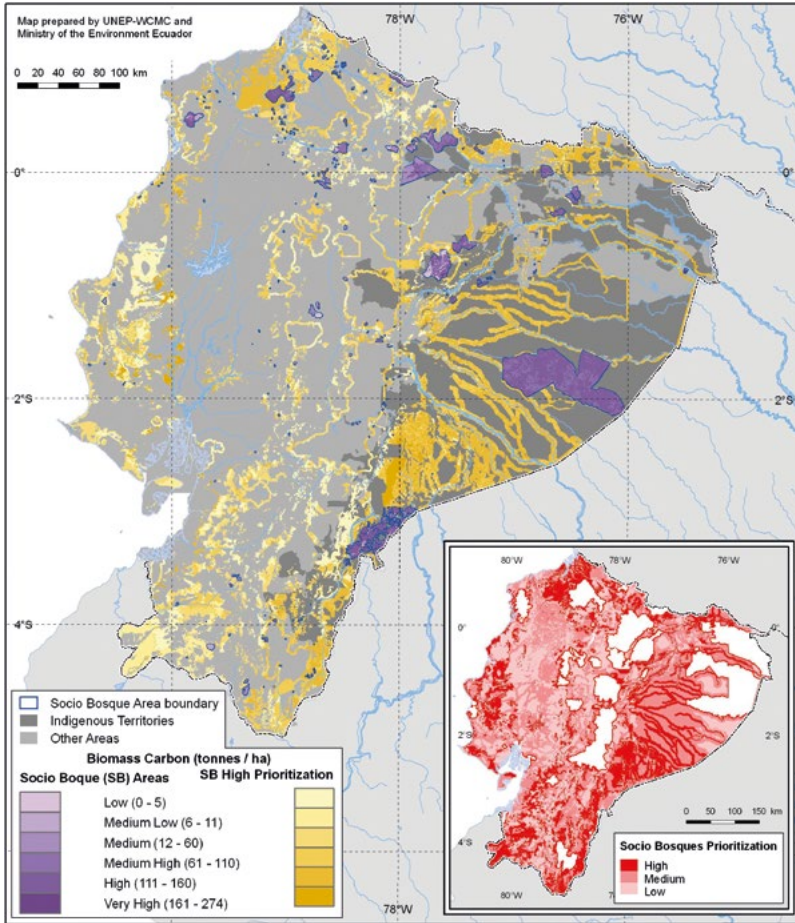 Map prepared by UNEP-WCMC and
Ministry of the Environment Ecuador
0 20 40 60 80 100 km
78°W
76°W
0°
0°
2°S
2°S
4°S
78°W
Socio Bosque Area boundary
Indigenous Territories
Other Areas
Biomass Carbon (tonnes / ha)
Socio Boque (SB) Areas
SB High Prioritization
Low (0 - 5)
Medium Low (6 - 11)
Medium (12 - 60)
Medium High (61 - 110)
High (111 - 160)
Very High (161 - 274)
80°W
78°W
76°W
0°
0°
2°S
2°S
4°S
0 50 100 150 km
Socio Bosques Prioritization
High
Medium
Low
80°W
78°W